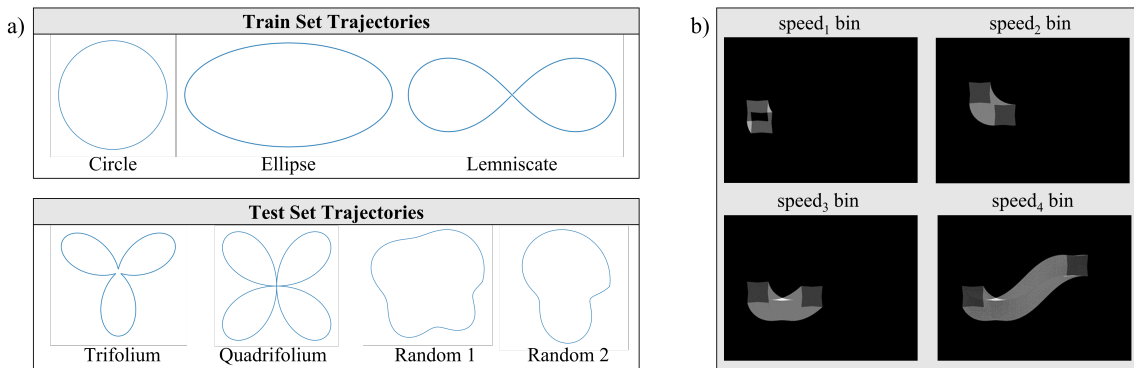 a)
Train Set Trajectories
Circle
Ellipse
Lemniscate
Test Set Trajectories
Trifolium
Quadrifolium
Random 1
Random 2
b)
speed₁ bin
speed₂ bin
speed₃ bin
speed₄ bin